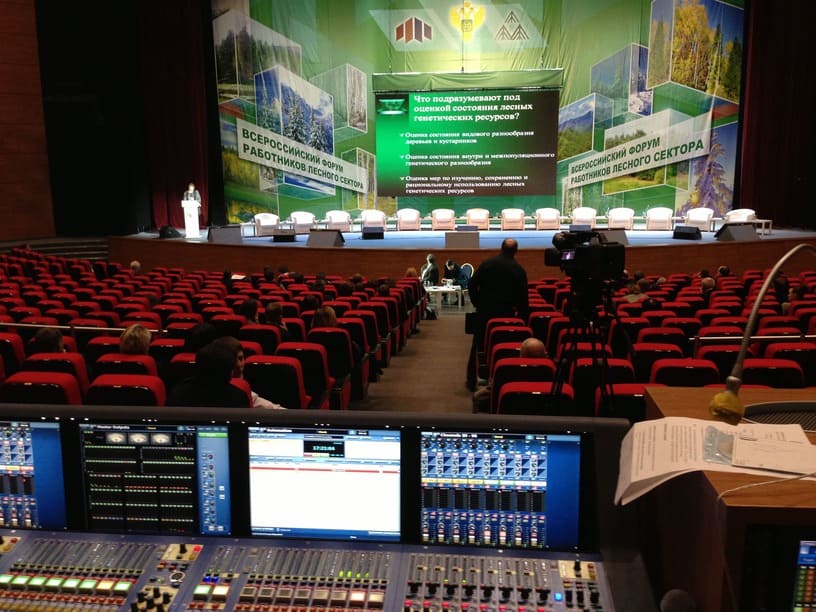 Что подразумевают под
оценкой состояния лесных
генетических ресурсов?
Оценка состояния видового разнообразия
деревьев и кустарников
Оценка состояния внутри и межпопуляционного
генетического разнообразия
Оценка мер по изучению, сохранению и
рациональному использованию лесных
генетических ресурсов
ВСЕРОССИЙСКИЙ ФОРУМ
РАБОТНИКОВ ЛЕСНОГО СЕКТОРА
ВСЕРОССИЙСКИЙ ФОРУМ
РАБОТНИКОВ ЛЕСНОГО СЕКТОРА